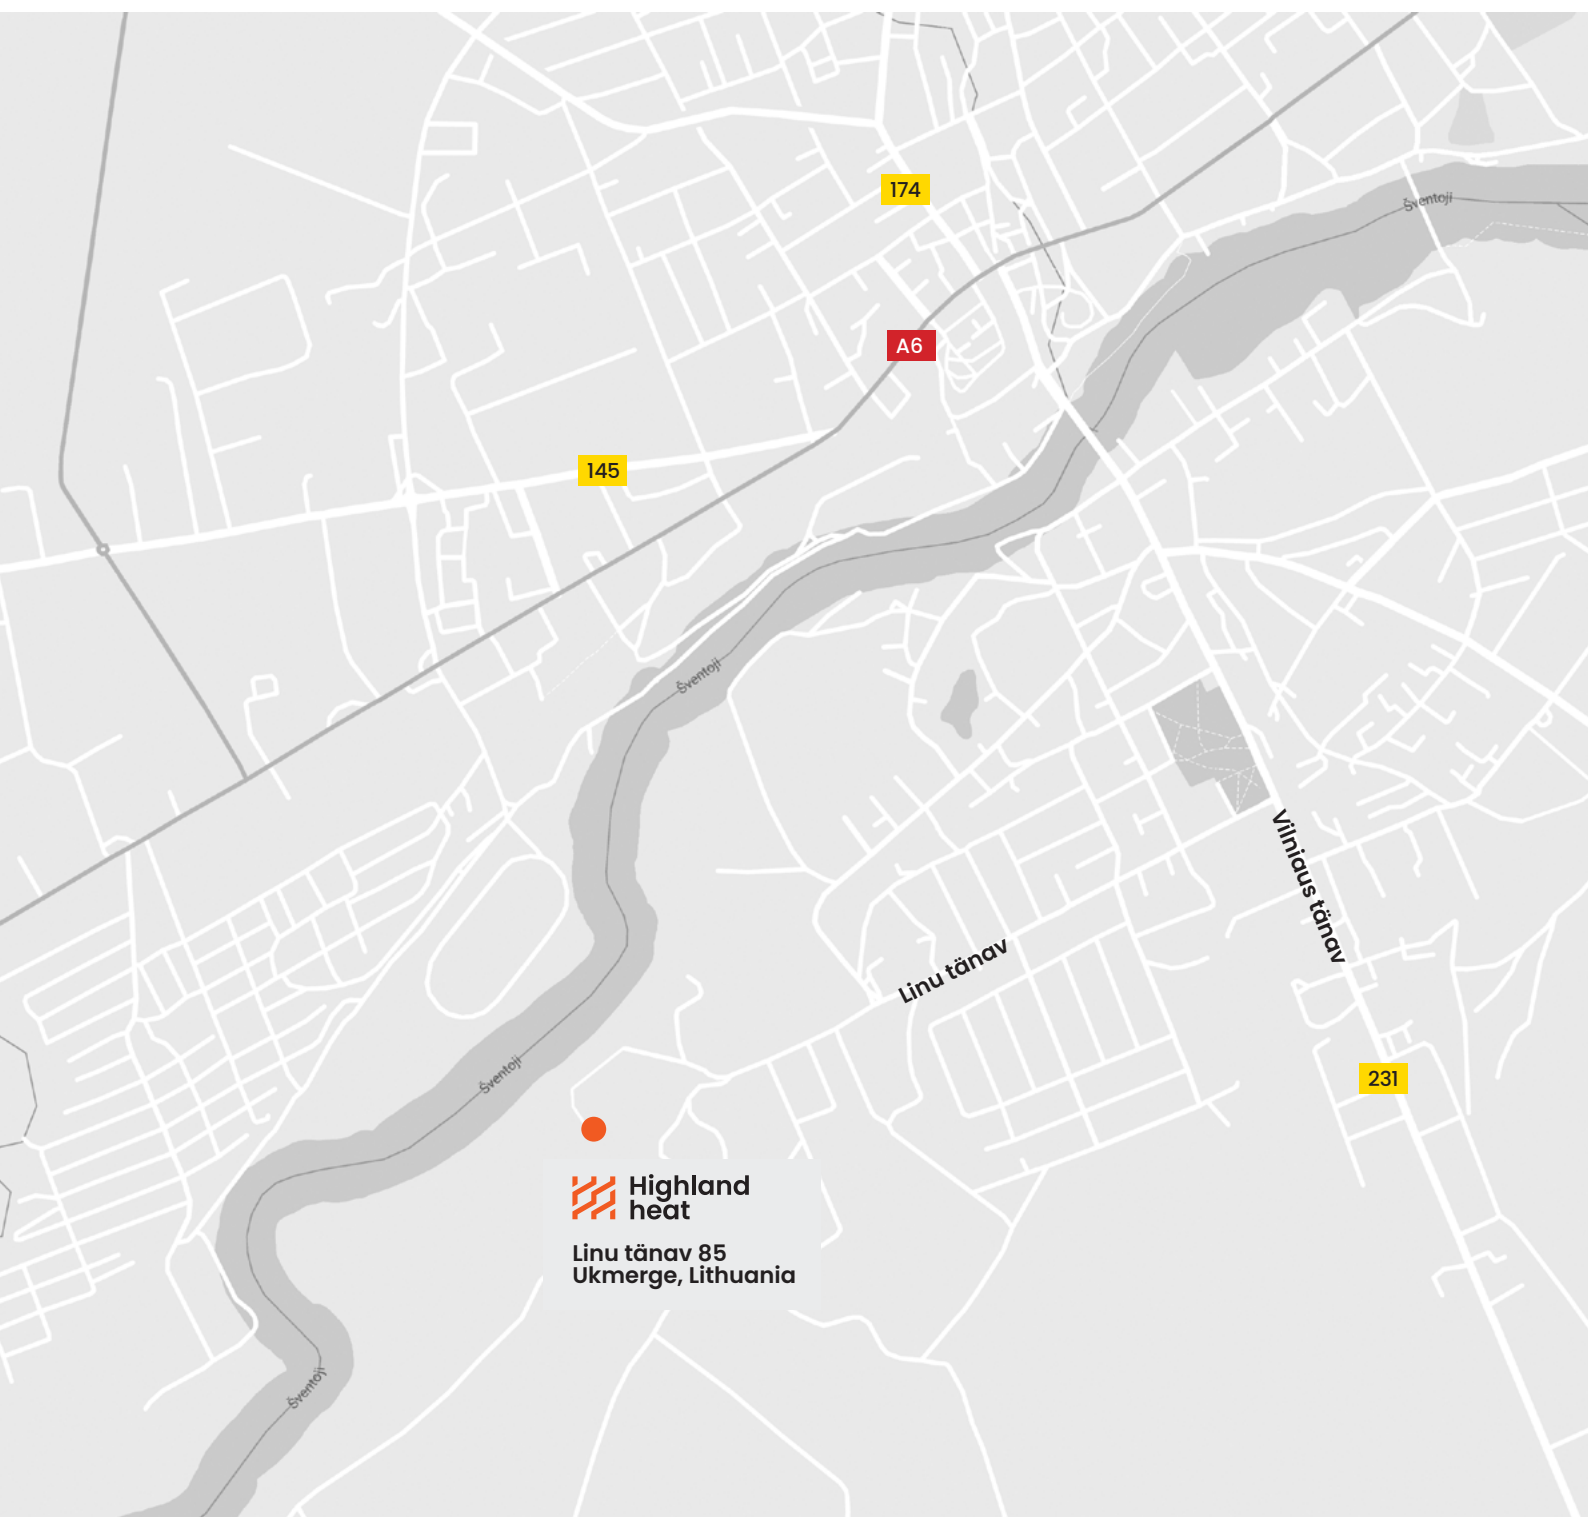 174
Šventoji
A6
145
Šventoji
Vilniaus tänav
Linu tänav
Šventoji
231
Highland
heat
Linu tänav 85
Ukmerge, Lithuania
Šventoji